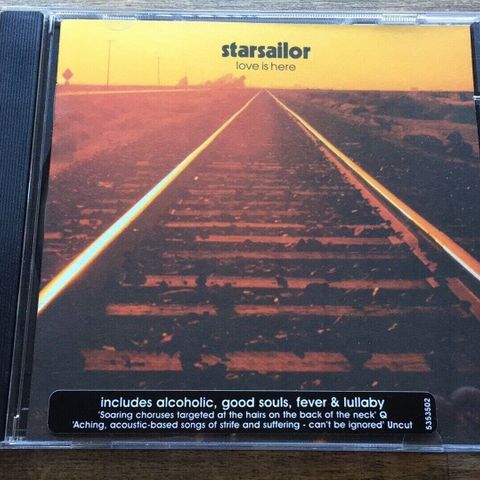 starsailor
love is here
includes alcoholic, good souls, fever & lullaby
'Soaring choruses targeted at the hairs on the back of the neck' Q
'Aching, acoustic-based songs of strife and suffering - can't be ignored' Uncut
5353502